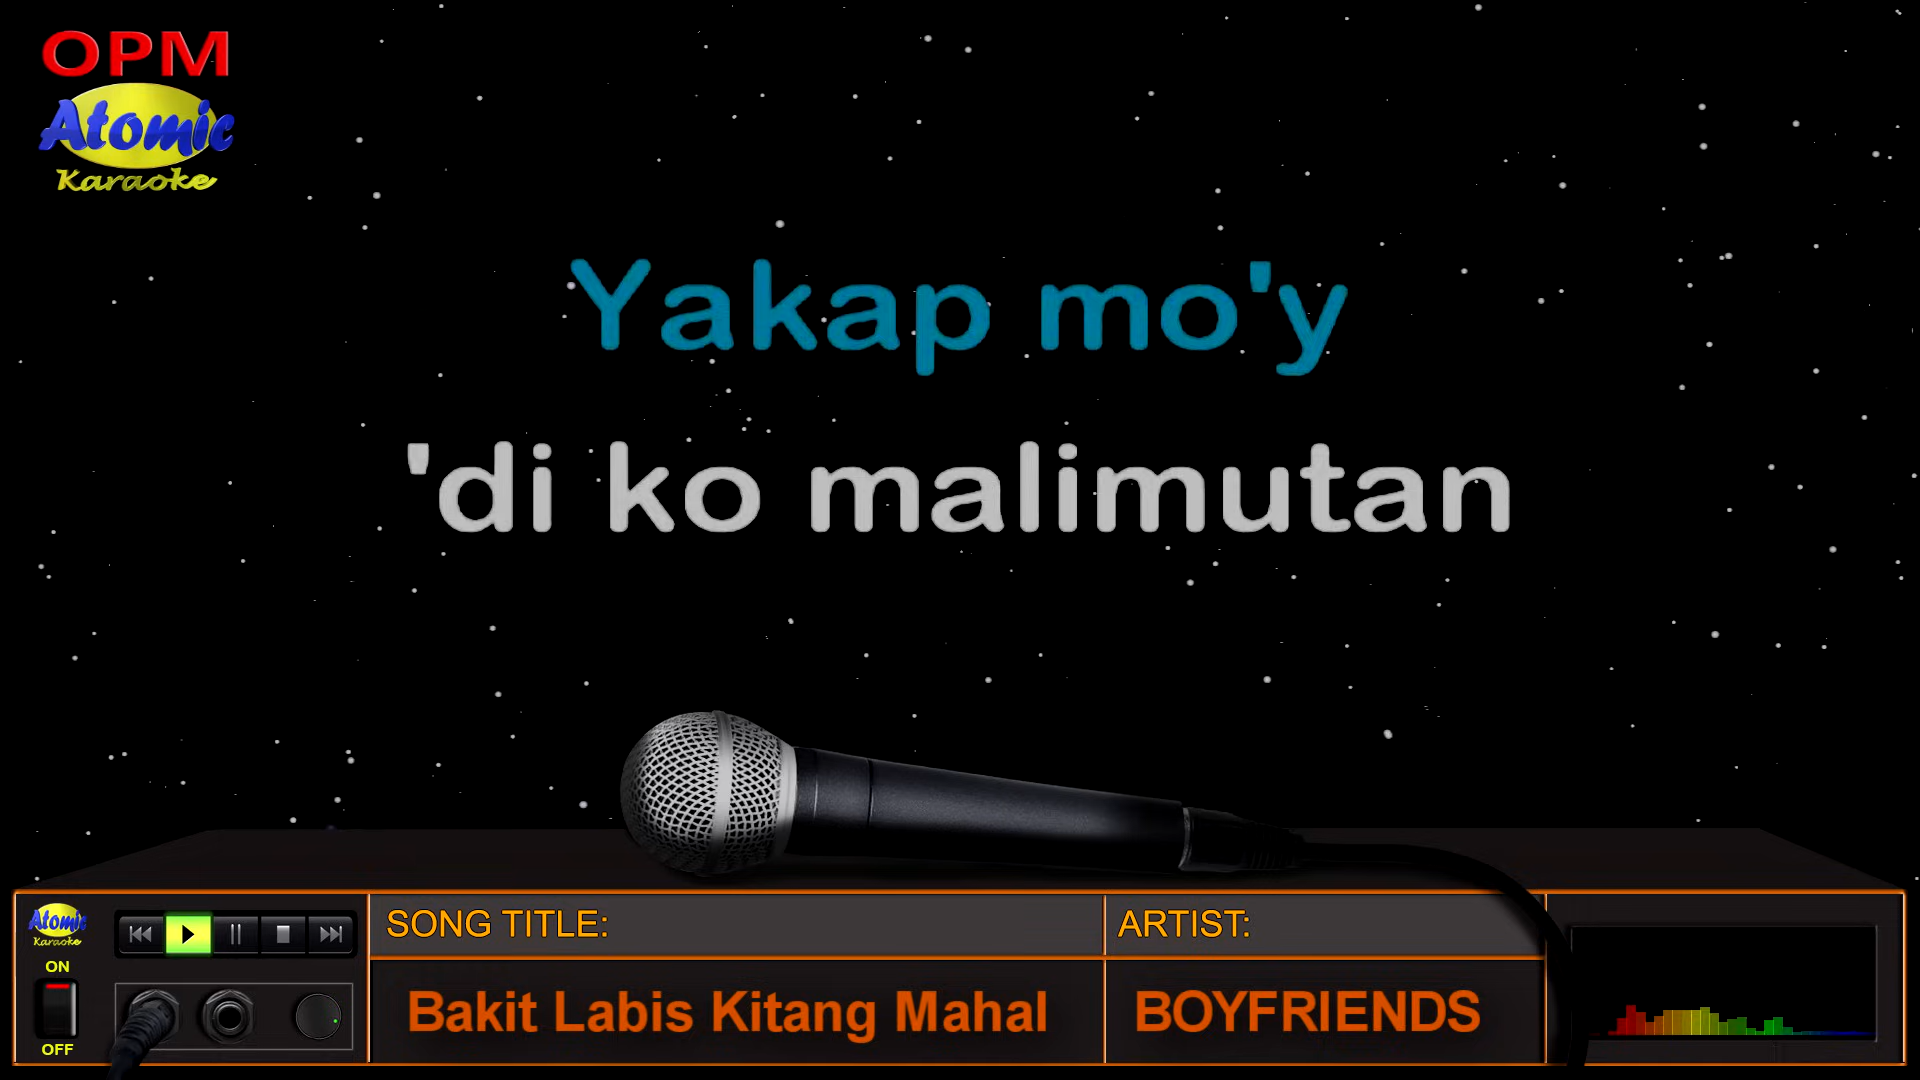 OPM
Atomic
Karaoke
Yakap mo'y
'di ko malimutan
Atomic
Karaoke
ON
OFF
SONG TITLE:
ARTIST:
Bakit Labis Kitang Mahal
BOYFRIENDS